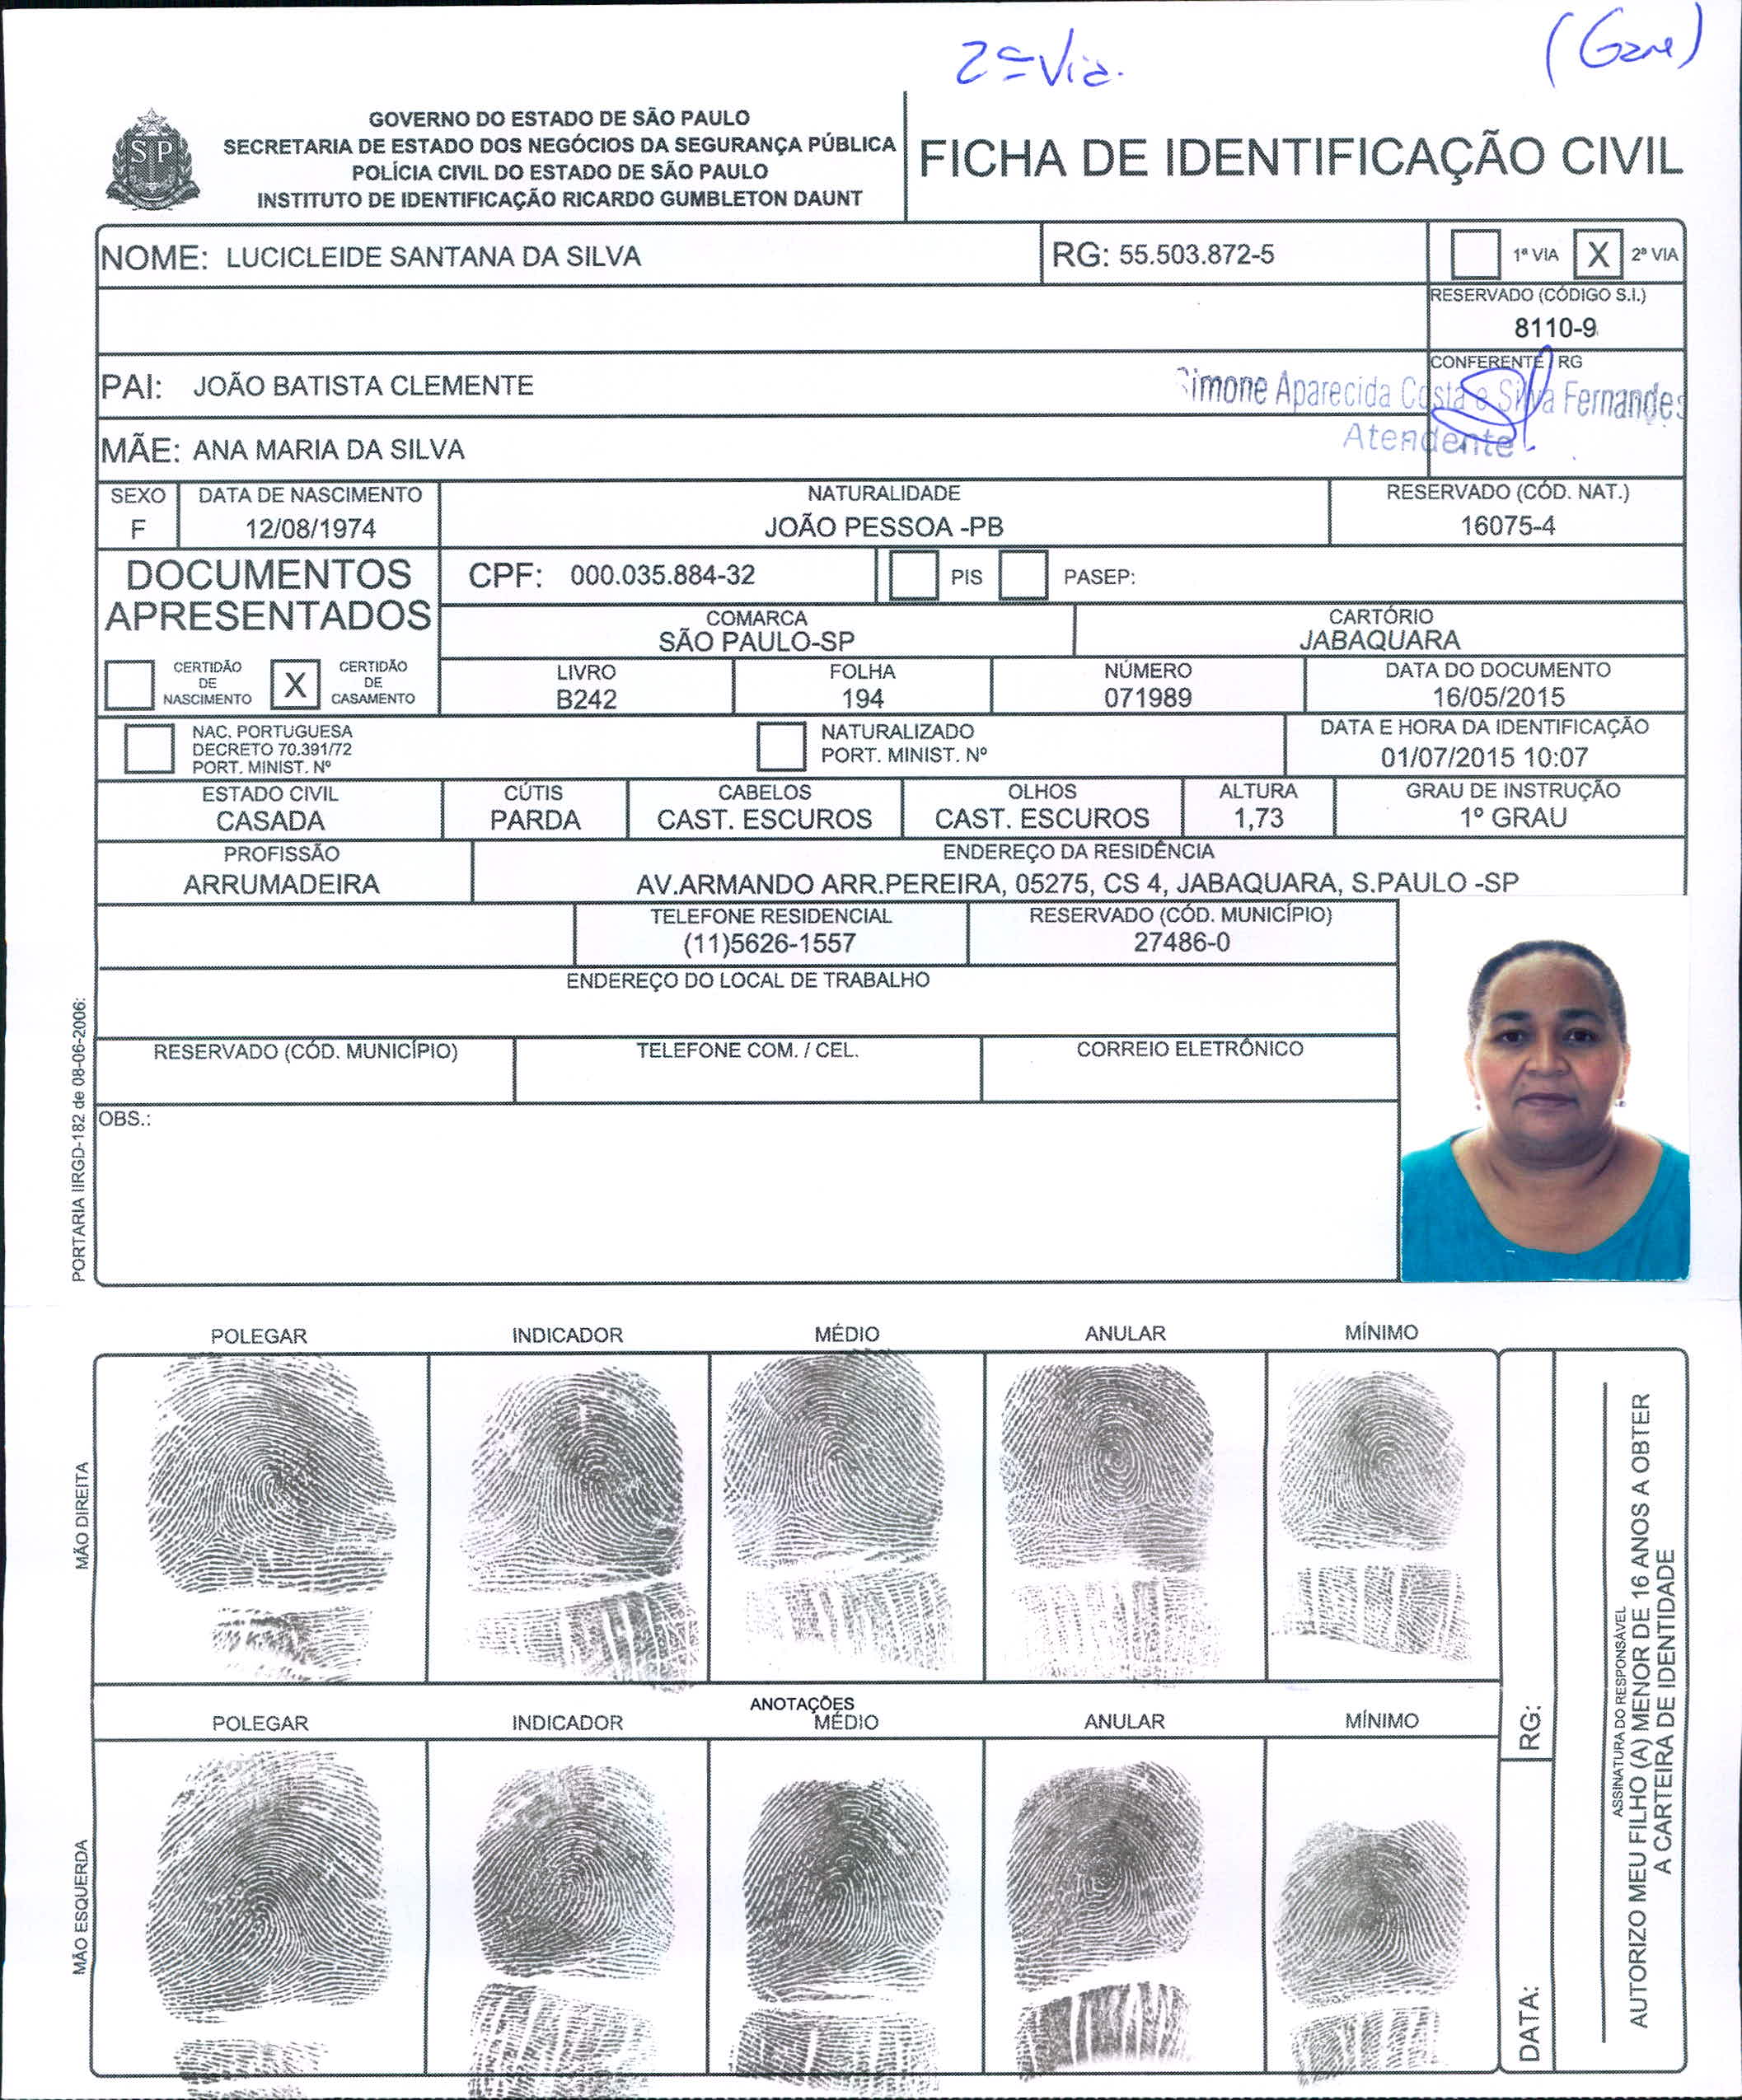 2ª Via.
GOVERNO DO ESTADO DE SÃO PAULO
SECRETARIA DE ESTADO DOS NEGÓCIOS DA SEGURANÇA PÚBLICA
POLÍCIA CIVIL DO ESTADO DE SÃO PAULO
INSTITUTO DE IDENTIFICAÇÃO RICARDO GUMBLETON DAUNT
SP
FICHA DE IDENTIFICAÇÃO CIVIL
NOME: LUCICLEIDE SANTANA DA SILVA
RG: 55.503.872-5
1ª VIA X 2ª VIA
RESERVADO (CÓDIGO S.I.)
8110-9
PAI: JOÃO BATISTA CLEMENTE
CONFERENTE / RG
Simone Aparecida Costa e Silva Fernandes
Atendente
MÃE: ANA MARIA DA SILVA
SEXO DATA DE NASCIMENTO NATURALIDADE RESERVADO (CÓD. NAT.)
F 12/08/1974 JOÃO PESSOA -PB 16075-4
DOCUMENTOS
APRESENTADOS
CPF: 000.035.884-32 PIS PASEP:
COMARCA CARTÓRIO
SÃO PAULO-SP JABAQUARA
CERTIDÃO
DE
NASCIMENTO
X
CERTIDÃO
DE
CASAMENTO
LIVRO FOLHA NÚMERO DATA DO DOCUMENTO
B242 194 071989 16/05/2015
NAC. PORTUGUESA
DECRETO 70.391/72
PORT. MINIST. Nº
NATURALIZADO
PORT. MINIST. Nº
DATA E HORA DA IDENTIFICAÇÃO
01/07/2015 10:07
ESTADO CIVIL CÚTIS CABELOS OLHOS ALTURA GRAU DE INSTRUÇÃO
CASADA PARDA CAST. ESCUROS CAST. ESCUROS 1,73 1º GRAU
PROFISSÃO ENDEREÇO DA RESIDÊNCIA
ARRUMADEIRA AV.ARMANDO ARR.PEREIRA, 05275, CS 4, JABAQUARA, S.PAULO -SP
TELEFONE RESIDENCIAL RESERVADO (CÓD. MUNICÍPIO)
(11)5626-1557 27486-0
ENDEREÇO DO LOCAL DE TRABALHO
RESERVADO (CÓD. MUNICÍPIO) TELEFONE COM. / CEL. CORREIO ELETRÔNICO
OBS.:
PORTARIA IIRGD-182 de 08-06-2006:
POLEGAR INDICADOR MÉDIO ANULAR MÍNIMO
MÃO DIREITA
ANOTAÇÕES
POLEGAR INDICADOR MÉDIO ANULAR MÍNIMO
MÃO ESQUERDA
RG:
DATA:
ASSINATURA DO RESPONSÁVEL
AUTORIZO MEU FILHO (A) MENOR DE 16 ANOS A OBTER
A CARTEIRA DE IDENTIDADE